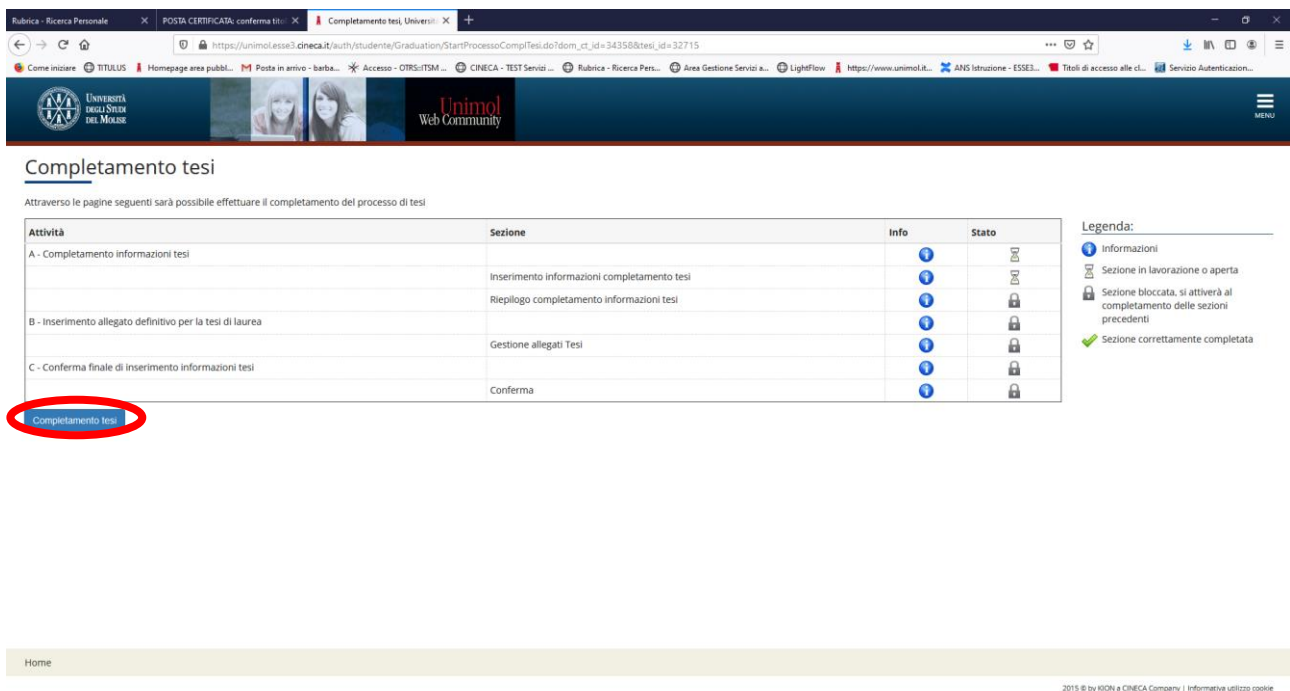 Rubrica - Ricerca Personale
POSTA CERTIFICATA: conferma tito
Completamento tesi, Universit
https://unimol.esse3.cineca.it/auth/studente/Graduation/StartProcessoComplTesi.do?dom_ct_id=34358&tesi_id=32715
Come iniziare TITULUS Homepage area pubbl... Posta in arrivo - barba... Accesso - OTRS::ITSM ... CINECA - TEST Servizi ... Rubrica - Ricerca Pers... Area Gestione Servizi a... LightFlow https://www.unimol.it... ANS Istruzione - ESSE3... Titoli di accesso alle cl... Servizio Autenticazion...
UNIVERSITÀ
DEGLI STUDI
DEL MOLISE
Unimol
Web Community
MENU
Completamento tesi
Attraverso le pagine seguenti sarà possibile effettuare il completamento del processo di tesi
Attività Sezione Info Stato
A - Completamento informazioni tesi
Inserimento informazioni completamento tesi
Riepilogo completamento informazioni tesi
B - Inserimento allegato definitivo per la tesi di laurea
Gestione allegati Tesi
C - Conferma finale di inserimento informazioni tesi
Conferma
Completamento tesi
Legenda:
Informazioni
Sezione in lavorazione o aperta
Sezione bloccata, si attiverà al
completamento delle sezioni
precedenti
Sezione correttamente completata
Home
2015 © by KION a CINECA Company | Informativa utilizzo cookie